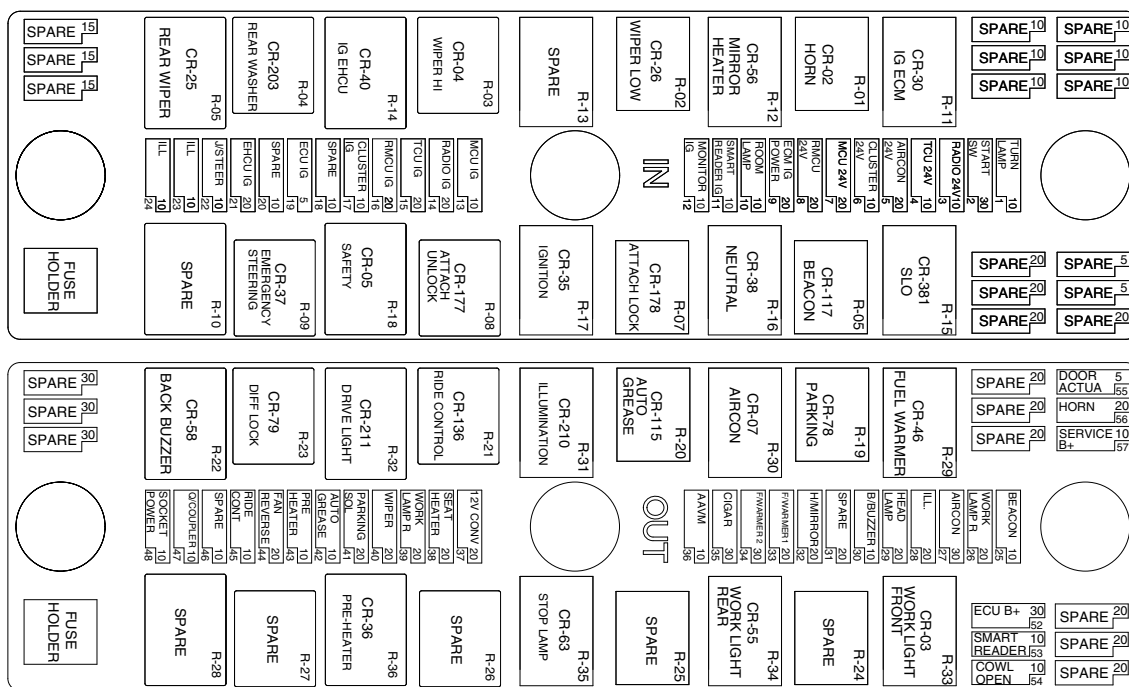 SPARE 15
SPARE 15
SPARE 15
CR-25
REAR WIPER
R-05
CR-203
REAR WASHER
R-04
CR-40
IG EHCU
R-14
CR-04
WIPER HI
R-03
SPARE
R-13
CR-26
WIPER LOW
R-02
CR-56
MIRROR
HEATER
R-12
CR-02
HORN
R-01
CR-30
IG ECM
R-11
SPARE 10
SPARE 10
SPARE 10
SPARE 10
SPARE 10
SPARE 10
ILL 10
24
ILL 10
23
J/STEER 10
22
EHCU IG 20
21
SPARE 10
20
ECU IG 5
19
SPARE 10
18
CLUSTER 10
IG 17
RMCU IG 20
16
TCU IG 20
15
RADIO IG 20
14
MCU IG 10
13
IN
MONITOR 10
IG 12
SMART 10
READER IG 11
ROOM 10
LAMP 10
ECM IG 20
POWER 9
RMCU 20
24V 8
MCU 24V 20
7
CLUSTER 10
24V 6
AIRCON 20
24V 5
TCU 24V 10
4
RADIO 24V 10
3
START 30
SW 2
TURN 10
LAMP 1
FUSE
HOLDER
SPARE
R-10
CR-37
EMERGENCY
STEERING
R-09
CR-05
SAFETY
R-18
CR-177
ATTACH
UNLOCK
R-08
CR-35
IGNITION
R-17
CR-178
ATTACH LOCK
R-07
CR-38
NEUTRAL
R-16
CR-117
BEACON
R-05
CR-381
SLO
R-15
SPARE 20
SPARE 5
SPARE 20
SPARE 5
SPARE 20
SPARE 20
SPARE 30
SPARE 30
SPARE 30
CR-58
BACK BUZZER
R-22
CR-79
DIFF LOCK
R-23
CR-211
DRIVE LIGHT
R-32
CR-136
RIDE CONTROL
R-21
CR-210
ILLUMINATION
R-31
CR-115
AUTO
GREASE
R-20
CR-07
AIRCON
R-30
CR-78
PARKING
R-19
CR-46
FUEL WARMER
R-29
SPARE 20
SPARE 20
SPARE 20
DOOR 5
ACTUA 55
HORN 20
56
SERVICE 10
B+ 57
SOCKET 10
POWER 48
Q/COUPLER 10
47
SPARE 10
46
RIDE 10
CONT 45
FAN 10
REVERSE 44
PRE 10
HEATER 43
AUTO 10
GREASE 42
PARKING 20
SOL 41
WIPER 20
40
WORK 20
LAMP R 39
SEAT 20
HEATER 38
12V CONV 20
37
OUT
AAVM 10
36
CIGAR 30
35
F/WARMER 2 30
34
F/WARMER 1 20
33
H/MIRROR 20
32
SPARE 20
31
B/BUZZER 10
30
HEAD 20
LAMP 29
ILL. 20
28
AIRCON 30
27
WORK 20
LAMP R 26
BEACON 10
25
FUSE
HOLDER
SPARE
R-28
SPARE
R-27
CR-36
PRE-HEATER
R-36
SPARE
R-26
CR-63
STOP LAMP
R-35
SPARE
R-25
CR-55
WORK LIGHT
REAR
R-34
SPARE
R-24
CR-03
WORK LIGHT
FRONT
R-33
ECU B+ 30
52
SMART 10
READER 53
COWL 10
OPEN 54
SPARE 20
SPARE 20
SPARE 20